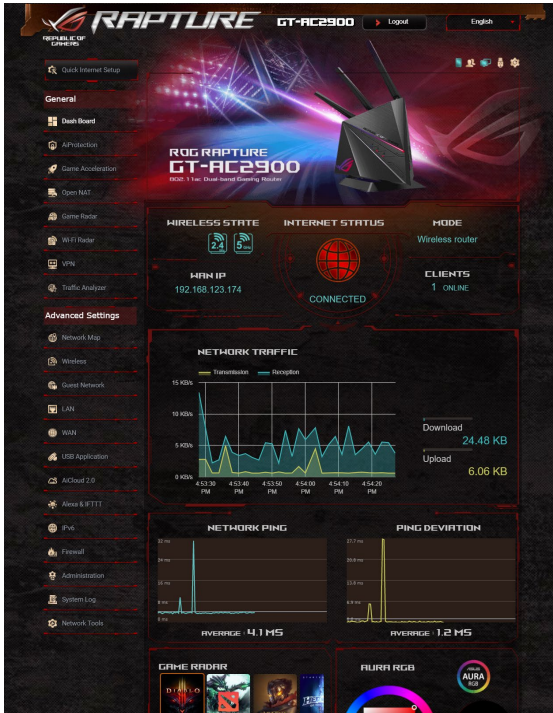 RAPTURE GT-AC2900 Logout English
REPUBLIC OF
GAMERS
Quick Internet Setup
General
Dash Board
AiProtection
Game Acceleration
Open NAT
Game Radar
Wi-Fi Radar
VPN
Traffic Analyzer
Advanced Settings
Network Map
Wireless
Guest Network
LAN
WAN
USB Application
AiCloud 2.0
Alexa & IFTTT
IPv6
Firewall
Administration
System Log
Network Tools
ROG RAPTURE
GT-AC2900
802.11ac Dual-band Gaming Router
WIRELESS STATE INTERNET STATUS MODE
2.4 5 Wireless router
WAN IP CLIENTS
192.168.123.174 1 ONLINE
CONNECTED
NETWORK TRAFFIC
Transmission Reception
15 KB/s
10 KB/s
5 KB/s
0 KB/s
4:53:30 PM 4:53:40 PM 4:53:50 PM 4:54:00 PM 4:54:10 PM 4:54:20 PM
Download
24.48 KB
Upload
6.06 KB
NETWORK PING PING DEVIATION
32 ms 27.7 ms
24 ms
16 ms 13.8 ms
8 ms 6.9 ms
0 ms
AVERAGE : 4.1 MS AVERAGE : 1.2 MS
GAME RADAR AURA RGB
DIABLO
AURA
RGB